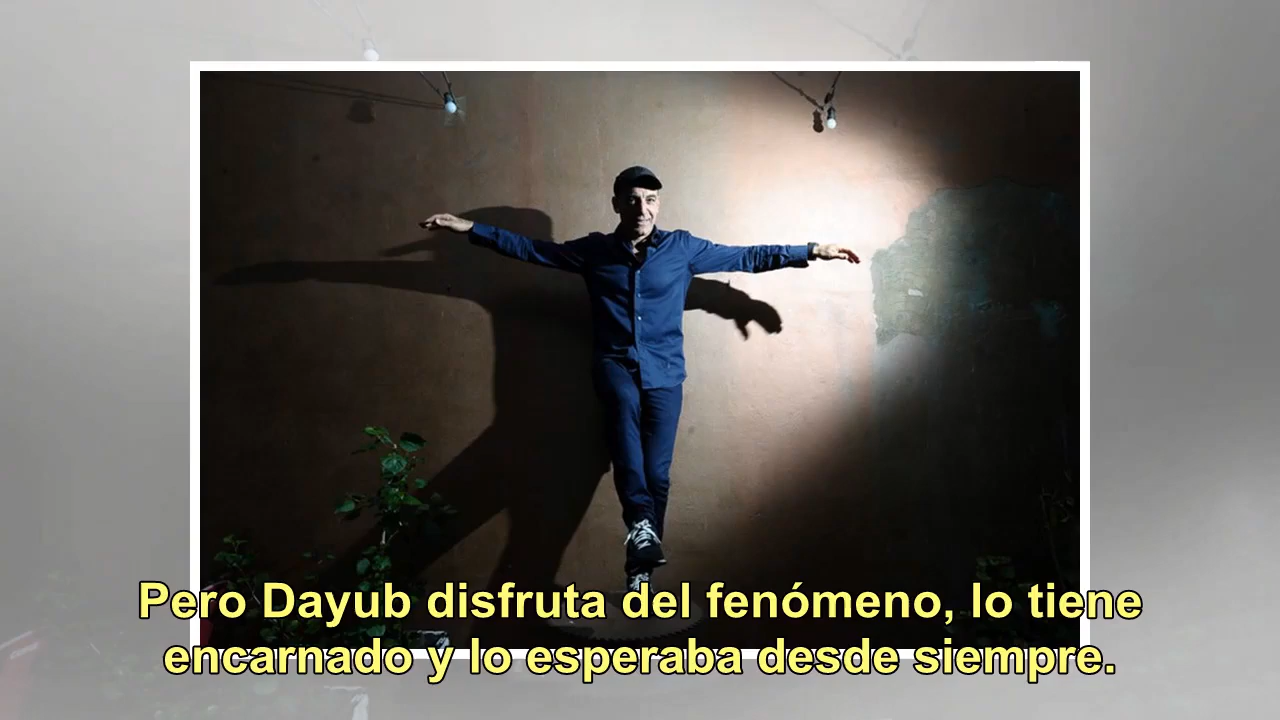 Pero Dayub disfruta del fenómeno, lo tiene
encarnado y lo esperaba desde siempre.